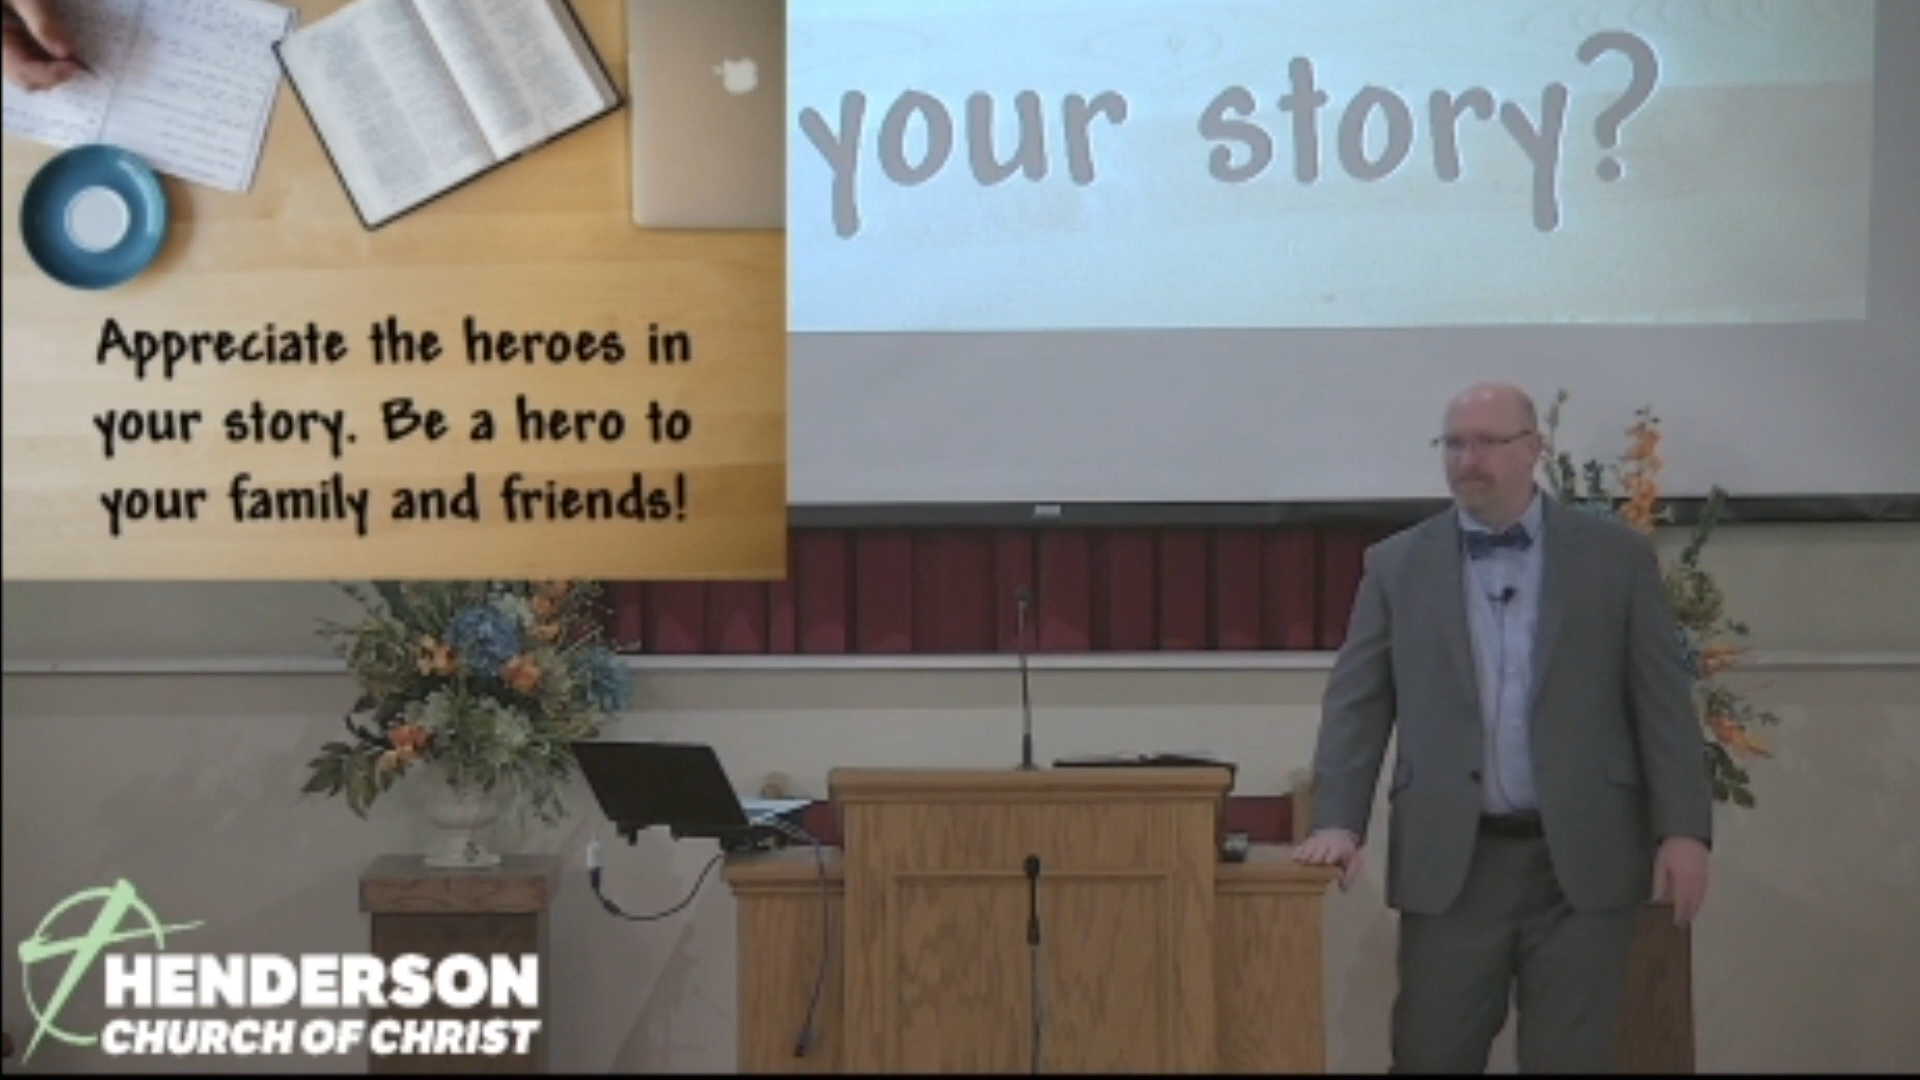 your story?
Appreciate the heroes in
your story. Be a hero to
your family and friends!
HENDERSON
CHURCH OF CHRIST